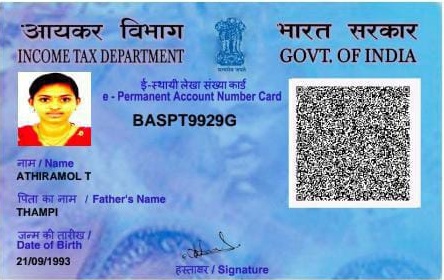 आयकर विभाग
INCOME TAX DEPARTMENT
भारत सरकार
GOVT. OF INDIA
ई-स्थायी लेखा संख्या कार्ड
e - Permanent Account Number Card
BASPT9929G
नाम / Name
ATHIRAMOL T
पिता का नाम / Father's Name
THAMPI
जन्म की तारीख /
Date of Birth
21/09/1993
हस्ताक्षर / Signature